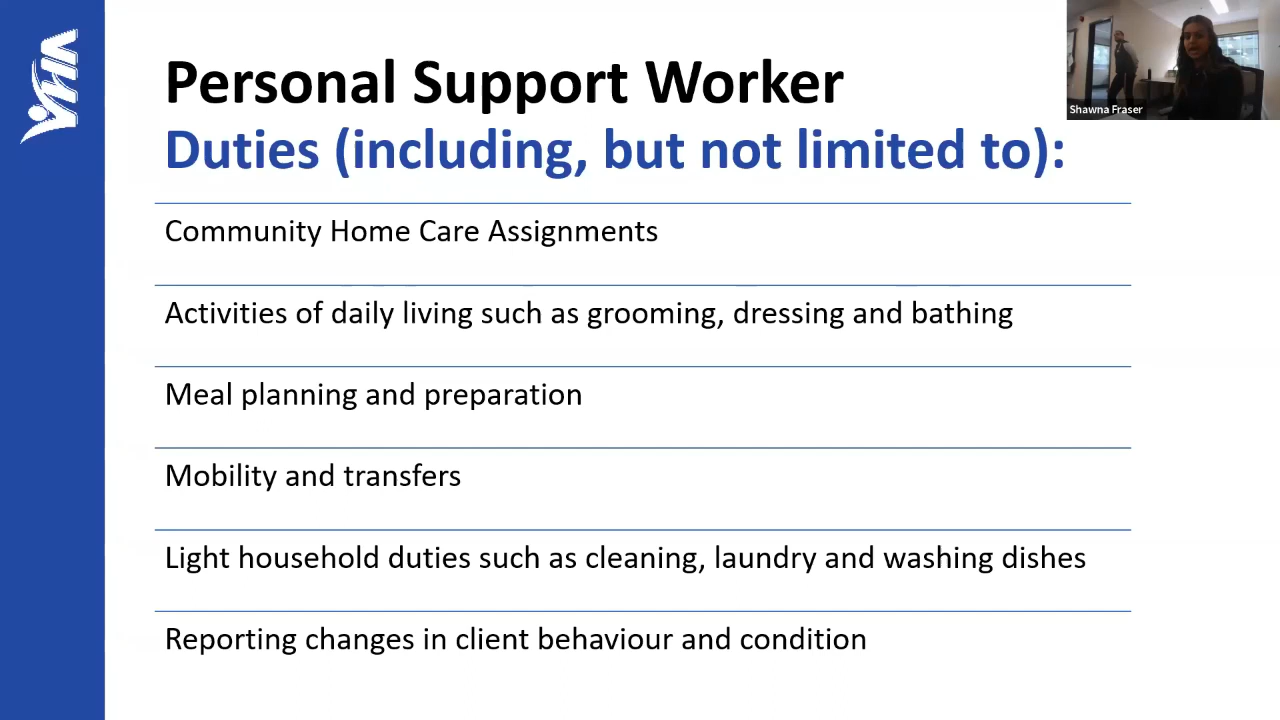 VHA
Personal Support Worker
Duties (including, but not limited to):
Shawna Fraser
Community Home Care Assignments
Activities of daily living such as grooming, dressing and bathing
Meal planning and preparation
Mobility and transfers
Light household duties such as cleaning, laundry and washing dishes
Reporting changes in client behaviour and condition